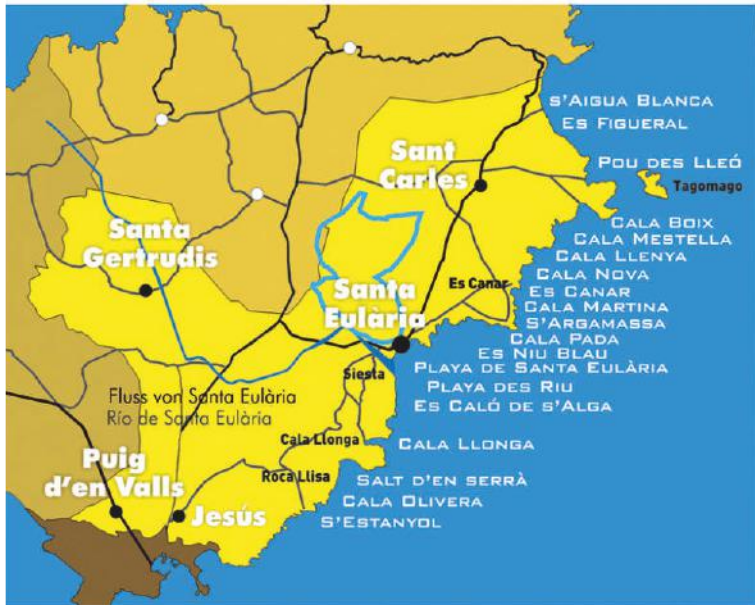 S'AIGUA BLANCA
ES FIGUERAL
Sant
Carles
POU DES LLEÓ
Tagomago
CALA BOIX
Santa
Gertrudis
CALA MESTELLA
CALA LLENYA
CALA NOVA
Es Canar
ES CANAR
Santa
Eulària
CALA MARTINA
S'ARGAMASSA
CALA PADA
ES NIU BLAU
PLAYA DE SANTA EULÀRIA
Siesta
PLAYA DES RIU
Fluss von Santa Eulària
Río de Santa Eulària
ES CALÓ DE S'ALGA
Cala Llonga
CALA LLONGA
Puig
d'en Valls
Roca Llisa
SALT D'EN SERRÀ
CALA OLIVERA
Jesús
S'ESTANYOL